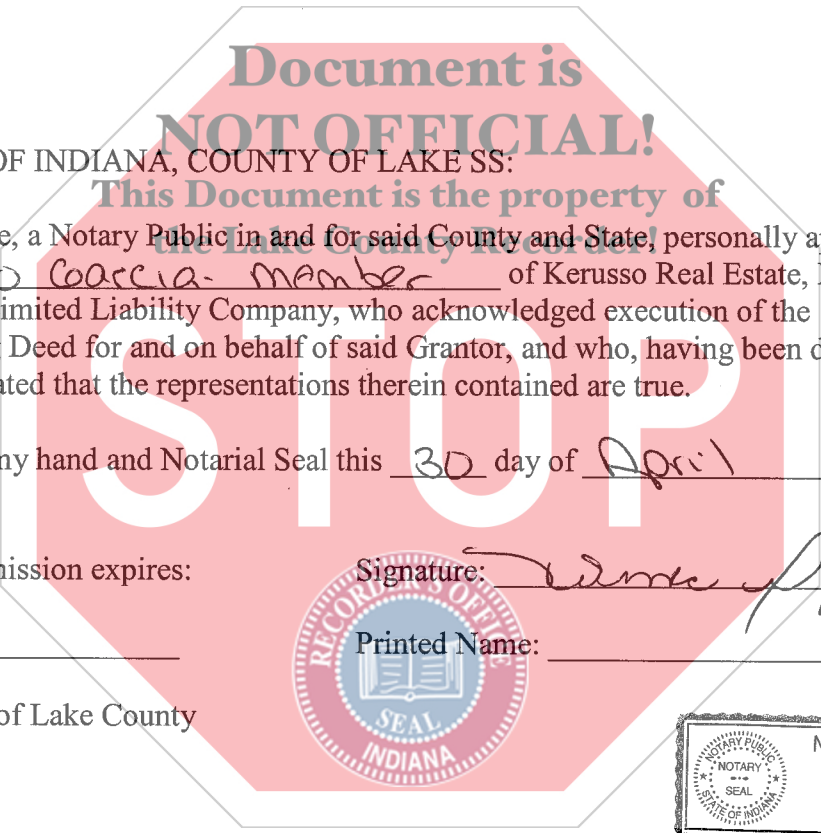 Document is
NOT OFFICIAL!
OF INDIANA, COUNTY OF LAKE SS:
This Document is the property of
the Lake County Recorder!
e, a Notary Public in and for said County and State, personally a
Garcia - member of Kerusso Real Estate,
imited Liability Company, who acknowledged execution of the
Deed for and on behalf of said Grantor, and who, having been d
ated that the representations therein contained are true.
STOP
ny hand and Notarial Seal this 30 day of April
nission expires:
Signature:
Printed Name:
of Lake County
RECORDER'S OFFICE
SEAL
INDIANA
NOTARY PUBLIC
NOTARY
SEAL
STATE OF INDIANA
N